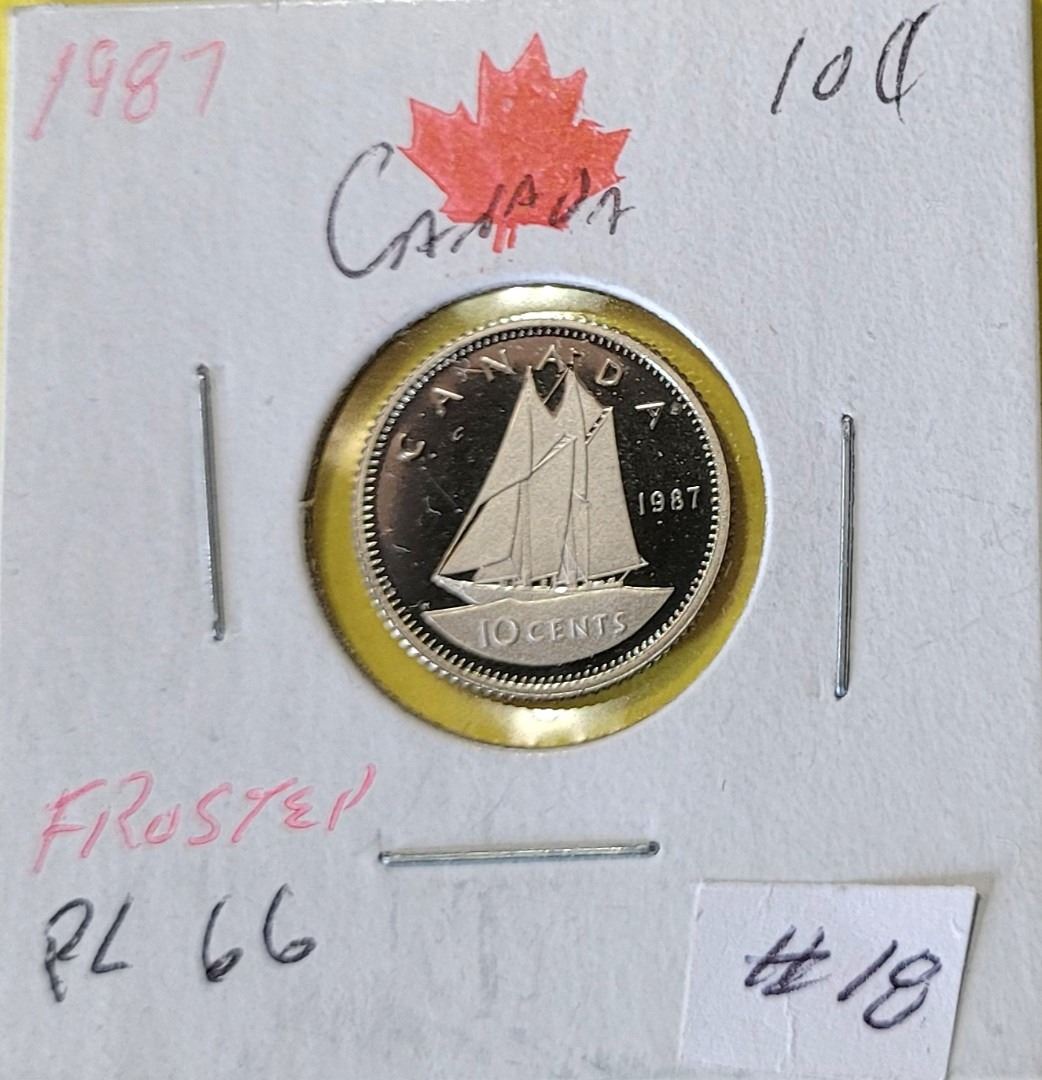 1987
10¢
CANADA
CANADA
1987
10 CENTS
FROSTED
PL 66
#18